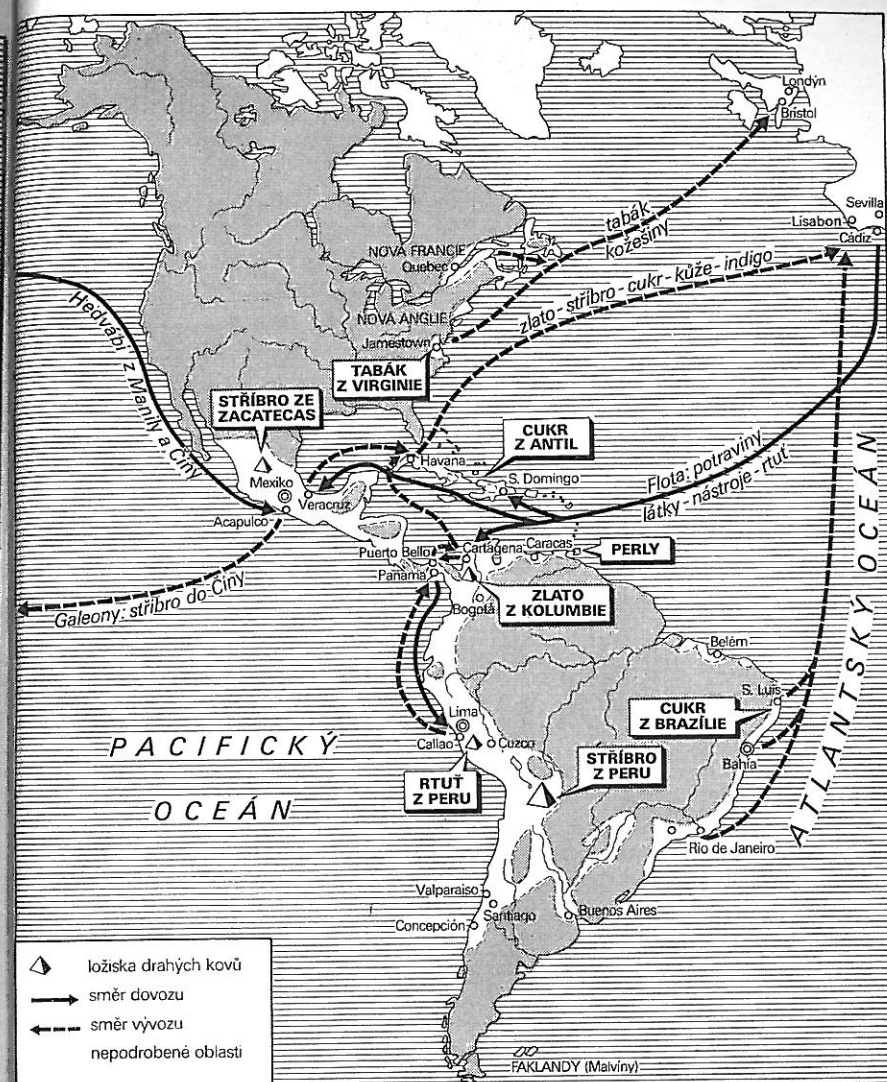 Londýn
Bristol
Sevilla
Lisabon
Cádiz
tabák
kožešiny
NOVÁ FRANCIE
Quebec
zlato - stříbro - cukr - kůže - indigo
NOVÁ ANGLIE
Jamestown
Hedvábí z Manily a Číny
TABÁK
Z VIRGINIE
STŘÍBRO ZE
ZACATECAS
CUKR
Z ANTIL
Havana
Mexiko
S. Domingo
Flota: potraviny
látky - nástroje - rtuť
Veracruz
Acapulco
Puerto Bello
Cartágena
Caracas
PERLY
Panama
Galeony: stříbro do Číny
ZLATO
Z KOLUMBIE
Bogotá
ATLANTSKÝ OCEÁN
Belém
S. Luis
CUKR
Z BRAZÍLIE
Lima
Callao
Cuzco
Bahía
PACIFICKÝ
OCEÁN
STŘÍBRO
Z PERU
RTUŤ
Z PERU
Rio de Janeiro
Valparaiso
Santiago
Buenos Aires
Concepción
ložiska drahých kovů
směr dovozu
směr vývozu
nepodrobené oblasti
FAKLANDY (Malvíny)